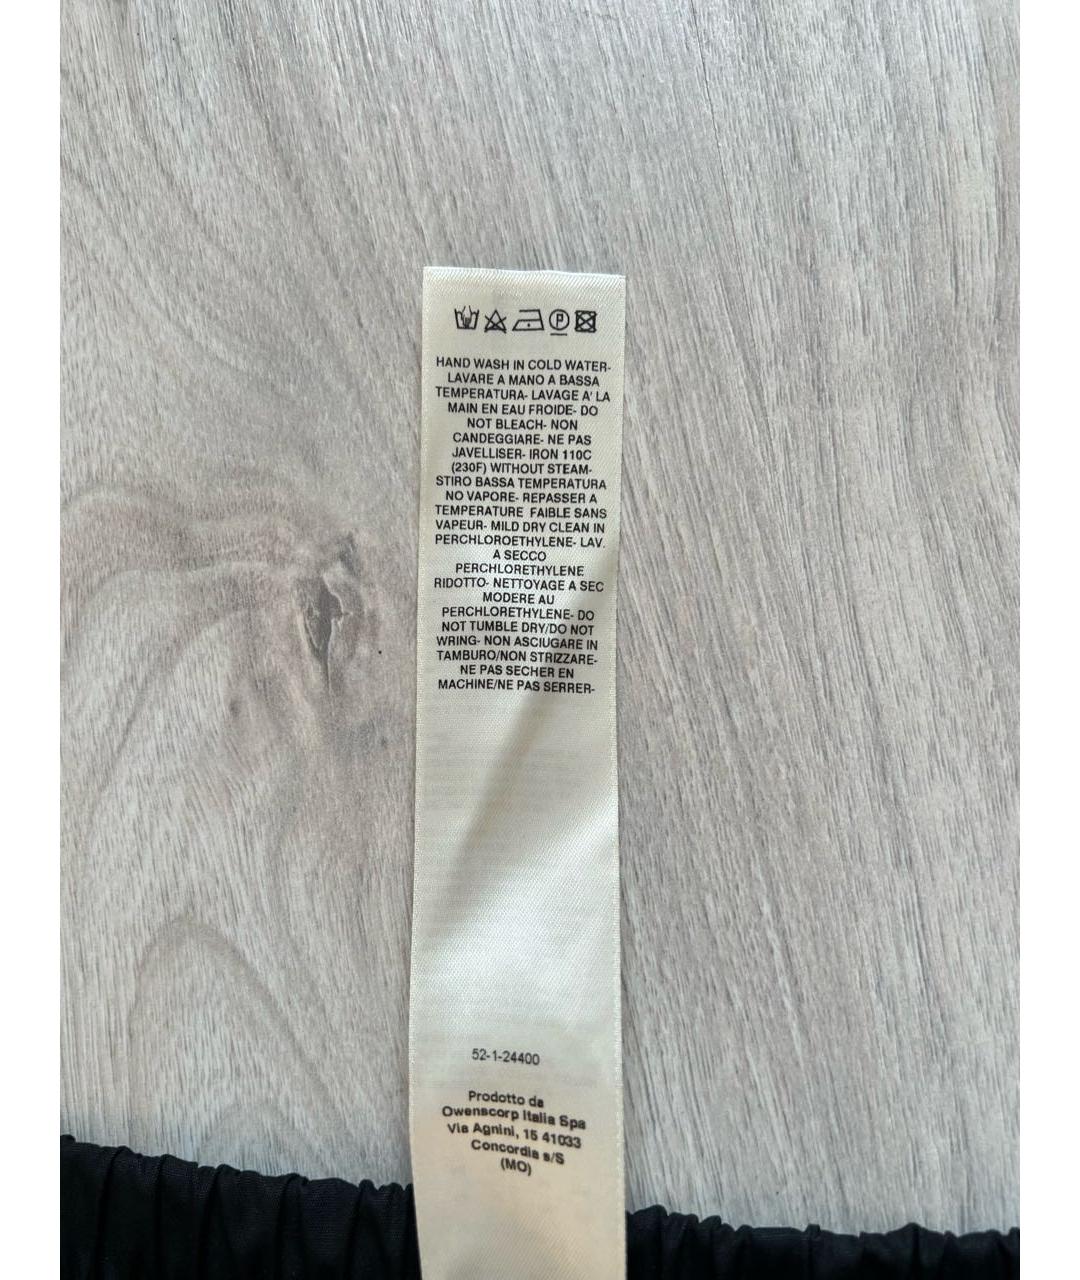 HAND WASH IN COLD WATER-
LAVARE A MANO A BASSA
TEMPERATURA- LAVAGE A' LA
MAIN EN EAU FROIDE- DO
NOT BLEACH- NON
CANDEGGIARE- NE PAS
JAVELLISER- IRON 110C
(230F) WITHOUT STEAM-
STIRO BASSA TEMPERATURA
NO VAPORE- REPASSER A
TEMPERATURE FAIBLE SANS
VAPEUR- MILD DRY CLEAN IN
PERCHLOROETHYLENE- LAV.
A SECCO
PERCHLORETHYLENE
RIDOTTO- NETTOYAGE A SEC
MODERE AU
PERCHLORETHYLENE- DO
NOT TUMBLE DRY/DO NOT
WRING- NON ASCIUGARE IN
TAMBURO/NON STRIZZARE-
NE PAS SECHER EN
MACHINE/NE PAS SERRER-
52-1-24400
Prodotto da
Owenscorp Italia Spa
Via Agnini, 15 41033
Concordia s/S
(MO)